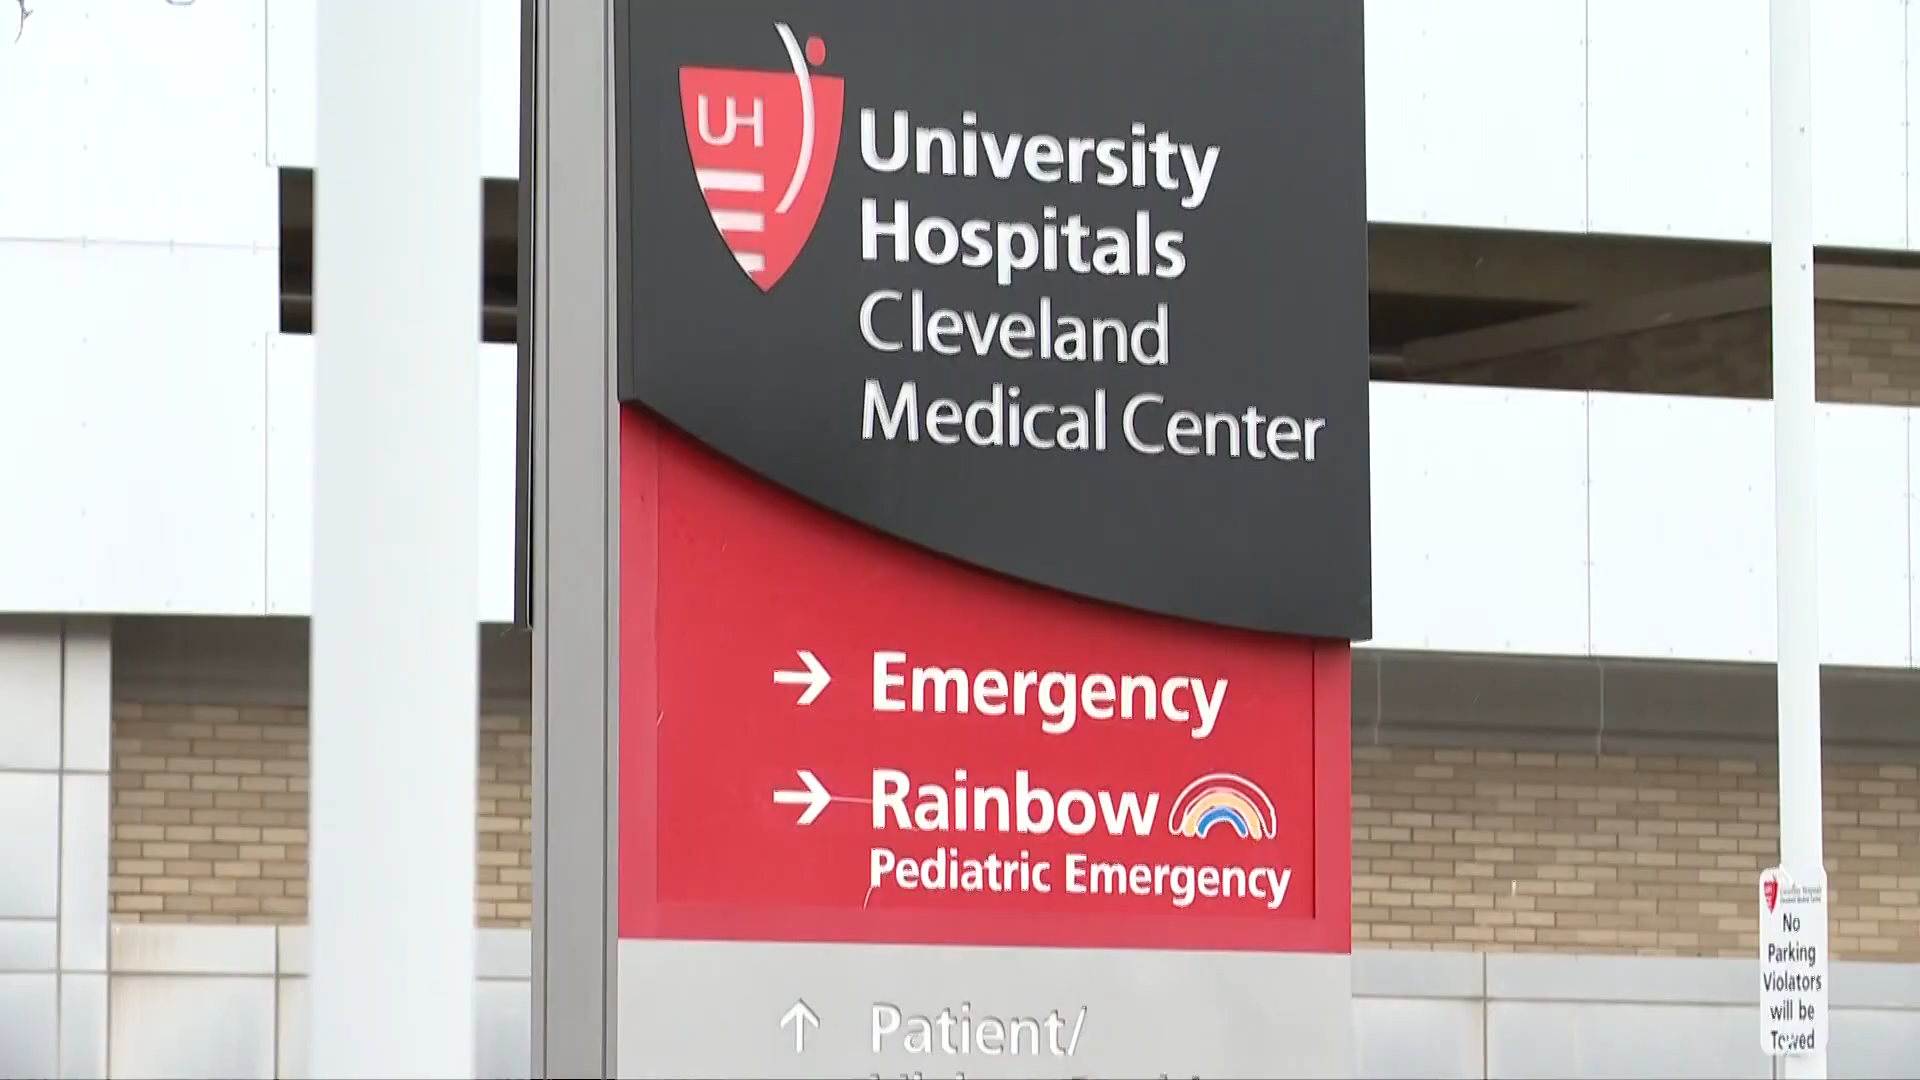 UH
University
Hospitals
Cleveland
Medical Center
→ Emergency
→ Rainbow
Pediatric Emergency
↑ Patient/
No
Parking
Violators
will be
Towed